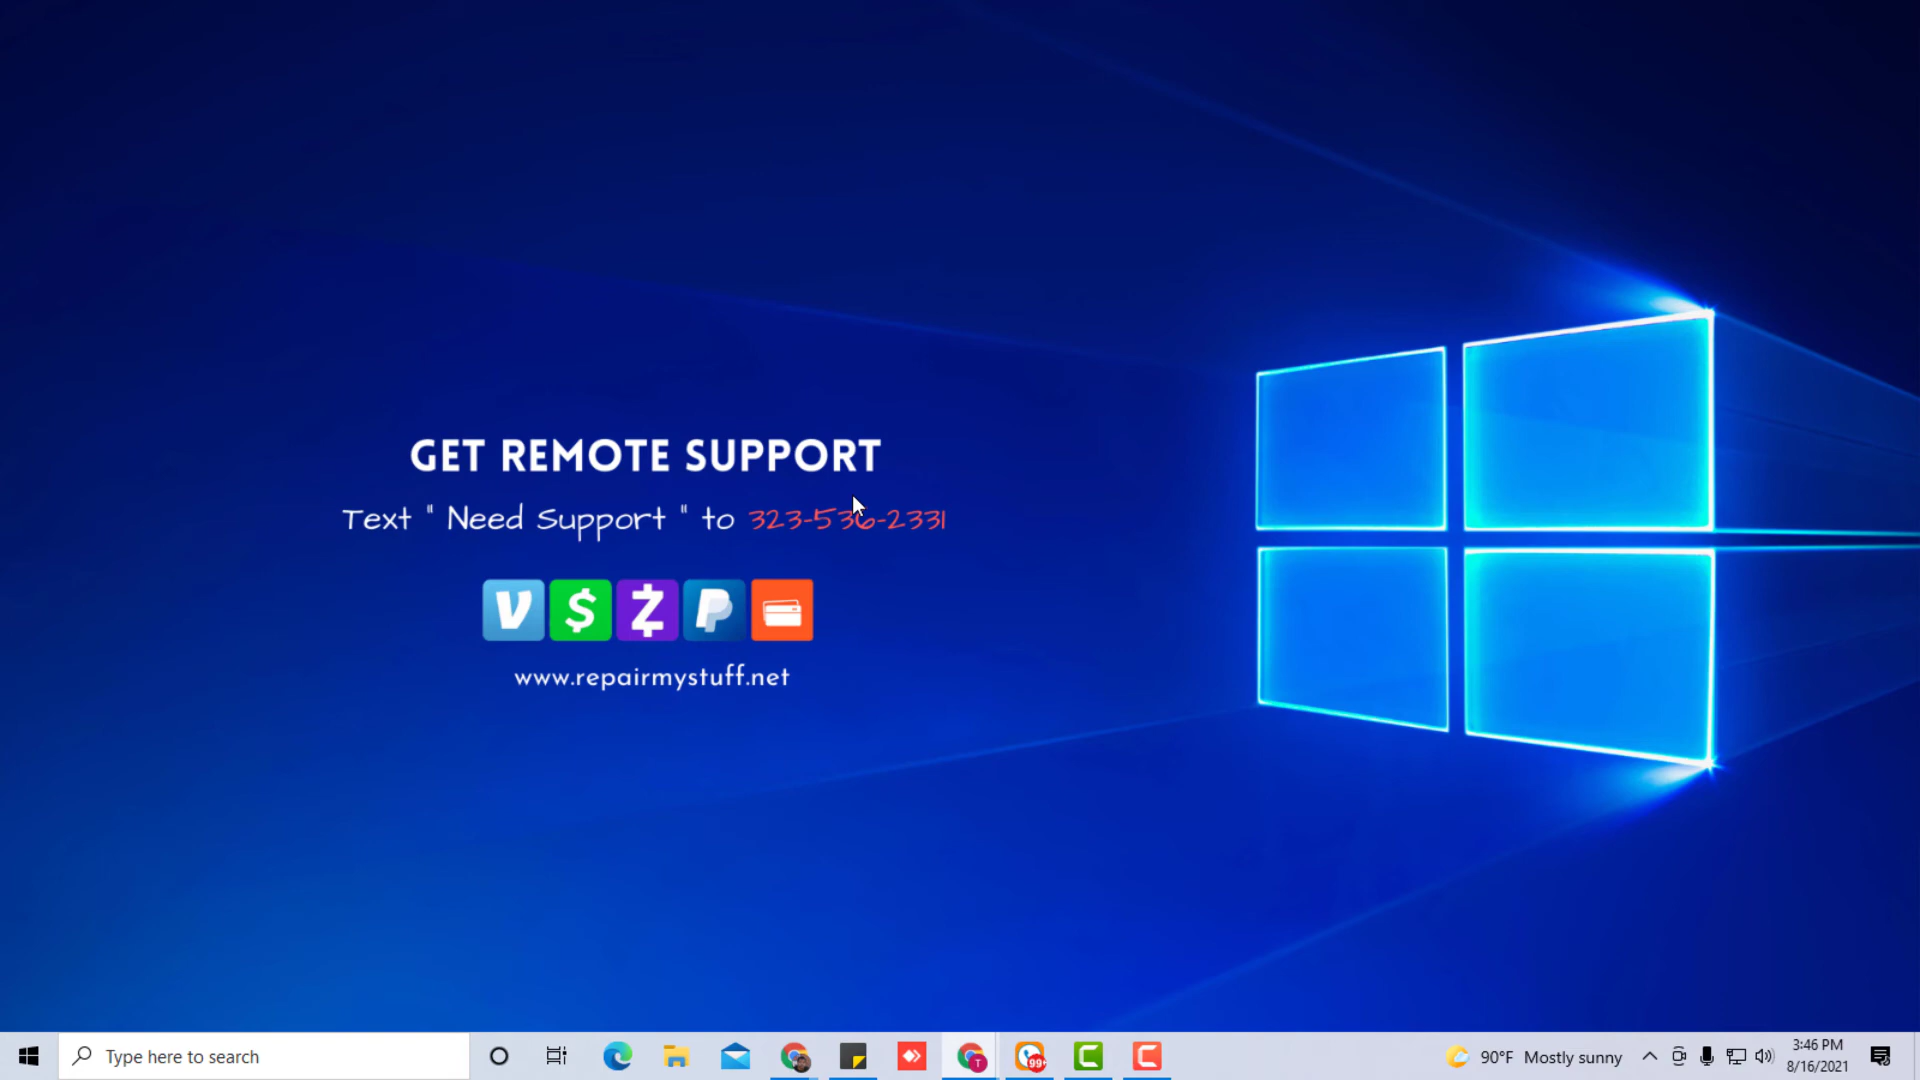 GET REMOTE SUPPORT
Text " Need Support " to 323-536-2331
www.repairmystuff.net
Type here to search
T
99+
90°F Mostly sunny
3:46 PM
8/16/2021